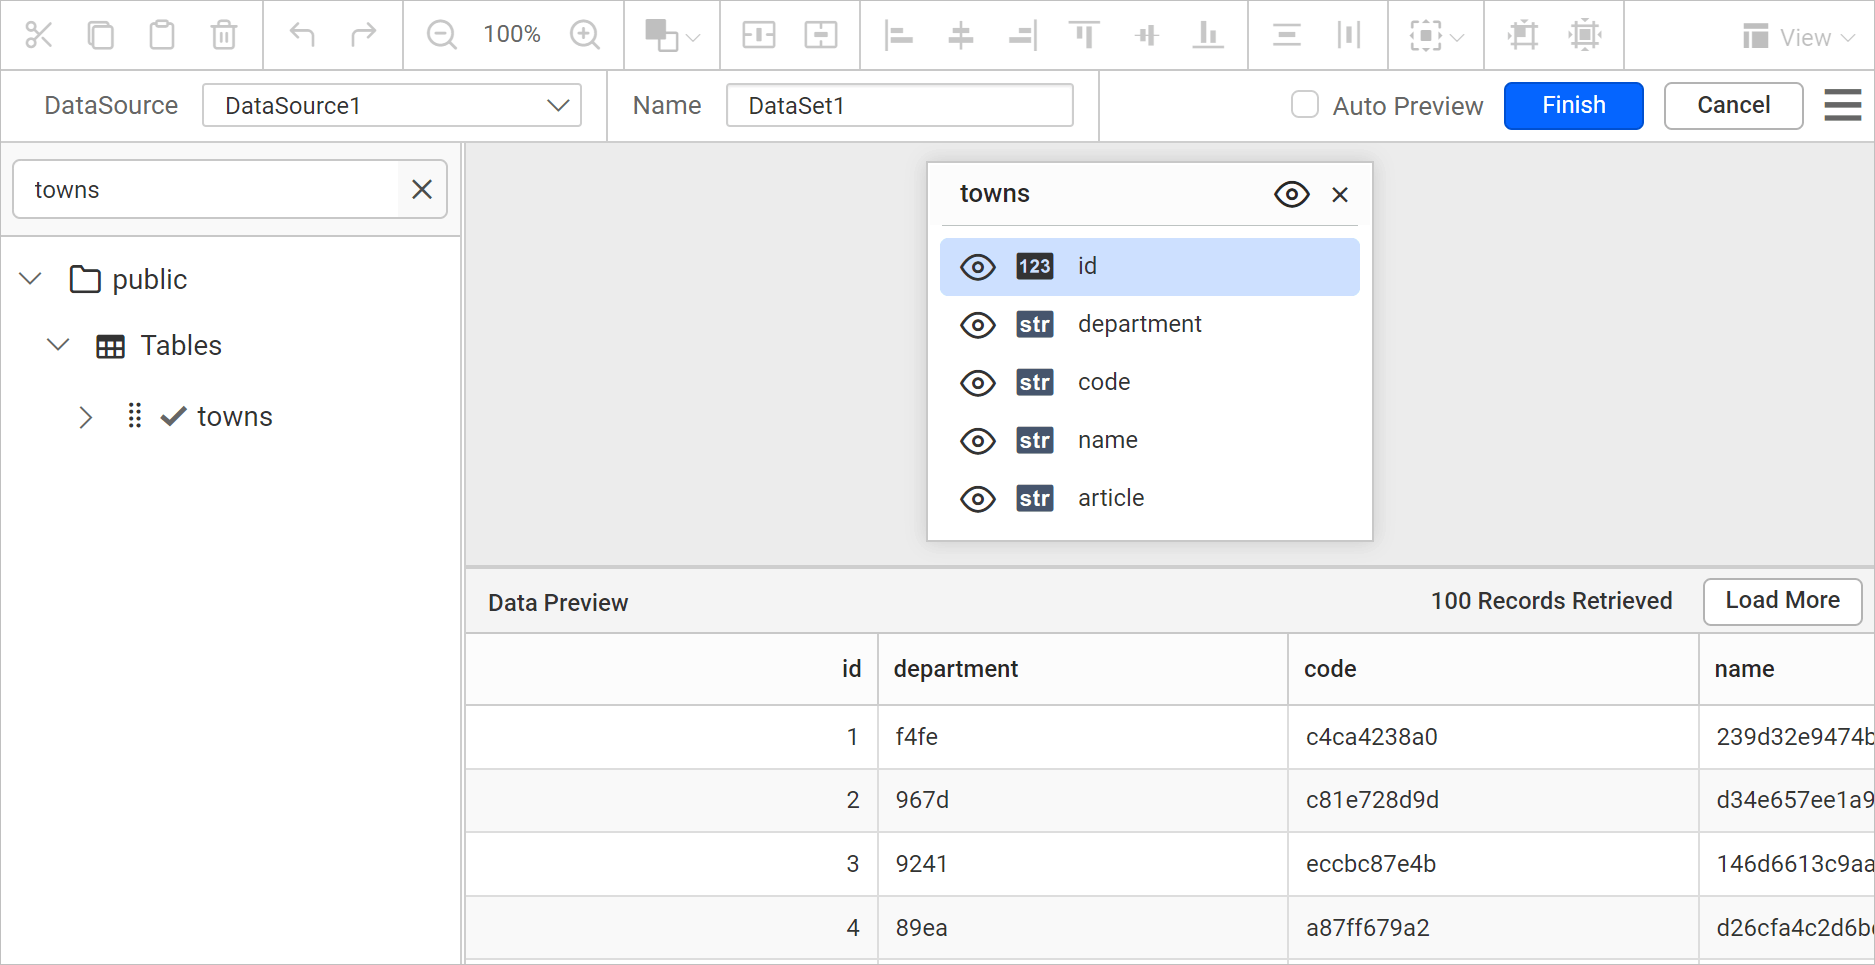 100%
View
DataSource
DataSource1
Name
DataSet1
Auto Preview
Finish
Cancel
towns
public
Tables
towns
towns
123 id
str department
str code
str name
str article
Data Preview
100 Records Retrieved
Load More
id department code name
1 f4fe c4ca4238a0 239d32e9474b
2 967d c81e728d9d d34e657ee1a9
3 9241 eccbc87e4b 146d6613c9aa
4 89ea a87ff679a2 d26cfa4c2d6b